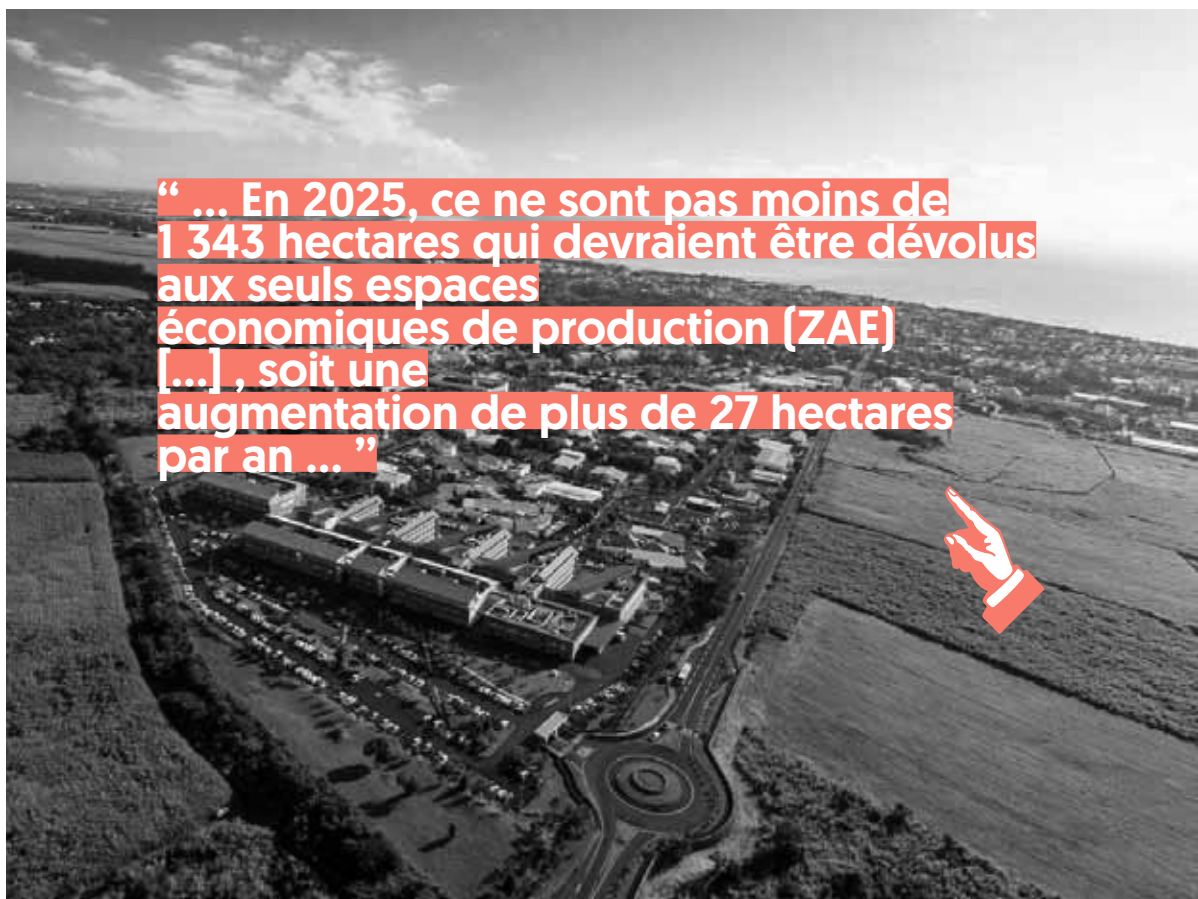 “ ... En 2025, ce ne sont pas moins de
1 343 hectares qui devraient être dévolus
aux seuls espaces
économiques de production (ZAE)
[...] , soit une
augmentation de plus de 27 hectares
par an ... ”